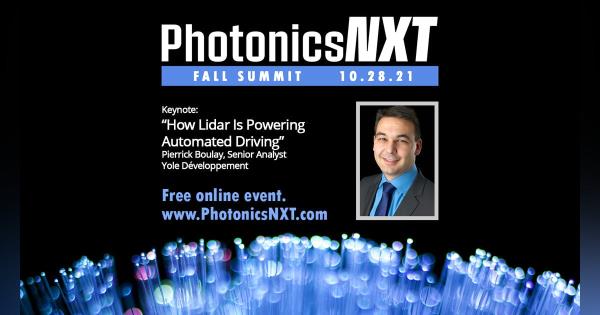 PhotonicsNXT
FALL SUMMIT 10.28.21
Keynote:
“How Lidar Is Powering
Automated Driving”
Pierrick Boulay, Senior Analyst
Yole Développement
Free online event.
www.PhotonicsNXT.com